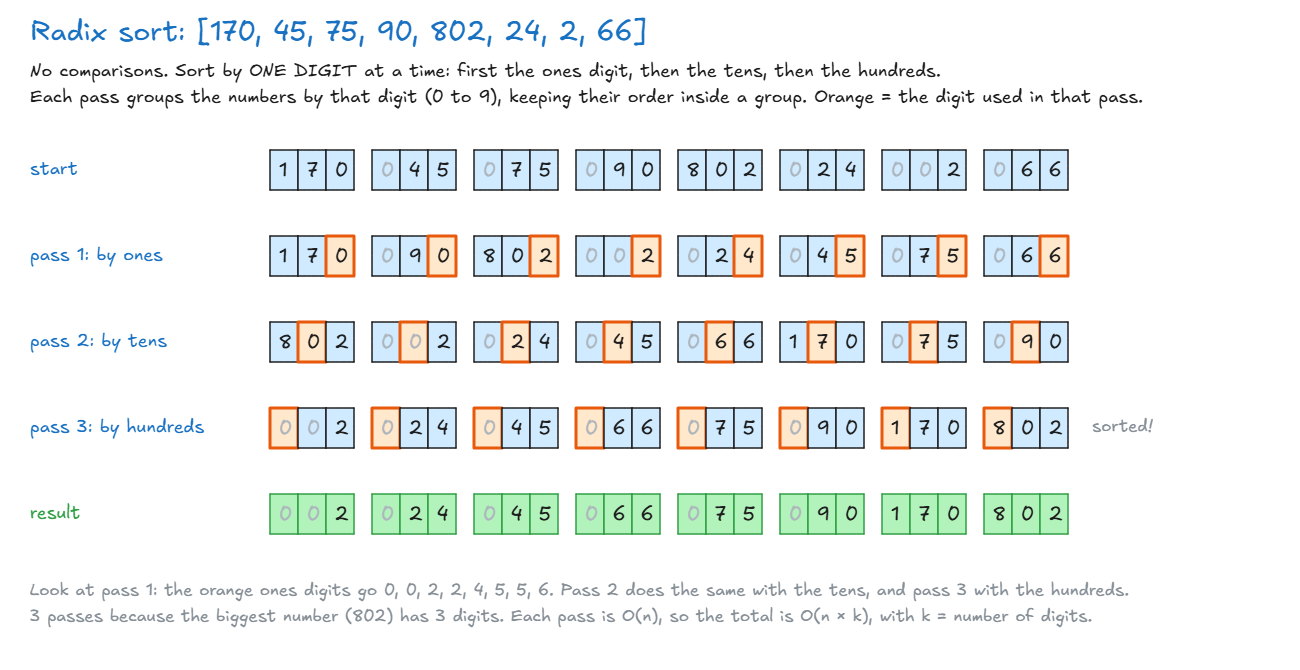 Radix sort: [170, 45, 75, 90, 802, 24, 2, 66]
No comparisons. Sort by ONE DIGIT at a time: first the ones digit, then the tens, then the hundreds.
Each pass groups the numbers by that digit (0 to 9), keeping their order inside a group. Orange = the digit used in that pass.
start 1 7 0 0 4 5 0 7 5 0 9 0 8 0 2 0 2 4 0 0 2 0 6 6
pass 1: by ones 1 7 0 0 9 0 8 0 2 0 0 2 0 2 4 0 4 5 0 7 5 0 6 6
pass 2: by tens 8 0 2 0 0 2 0 2 4 0 4 5 0 6 6 1 7 0 0 7 5 0 9 0
pass 3: by hundreds 0 0 2 0 2 4 0 4 5 0 6 6 0 7 5 0 9 0 1 7 0 8 0 2 sorted!
result 0 0 2 0 2 4 0 4 5 0 6 6 0 7 5 0 9 0 1 7 0 8 0 2
Look at pass 1: the orange ones digits go 0, 0, 2, 2, 4, 5, 5, 6. Pass 2 does the same with the tens, and pass 3 with the hundreds.
3 passes because the biggest number (802) has 3 digits. Each pass is O(n), so the total is O(n × k), with k = number of digits.